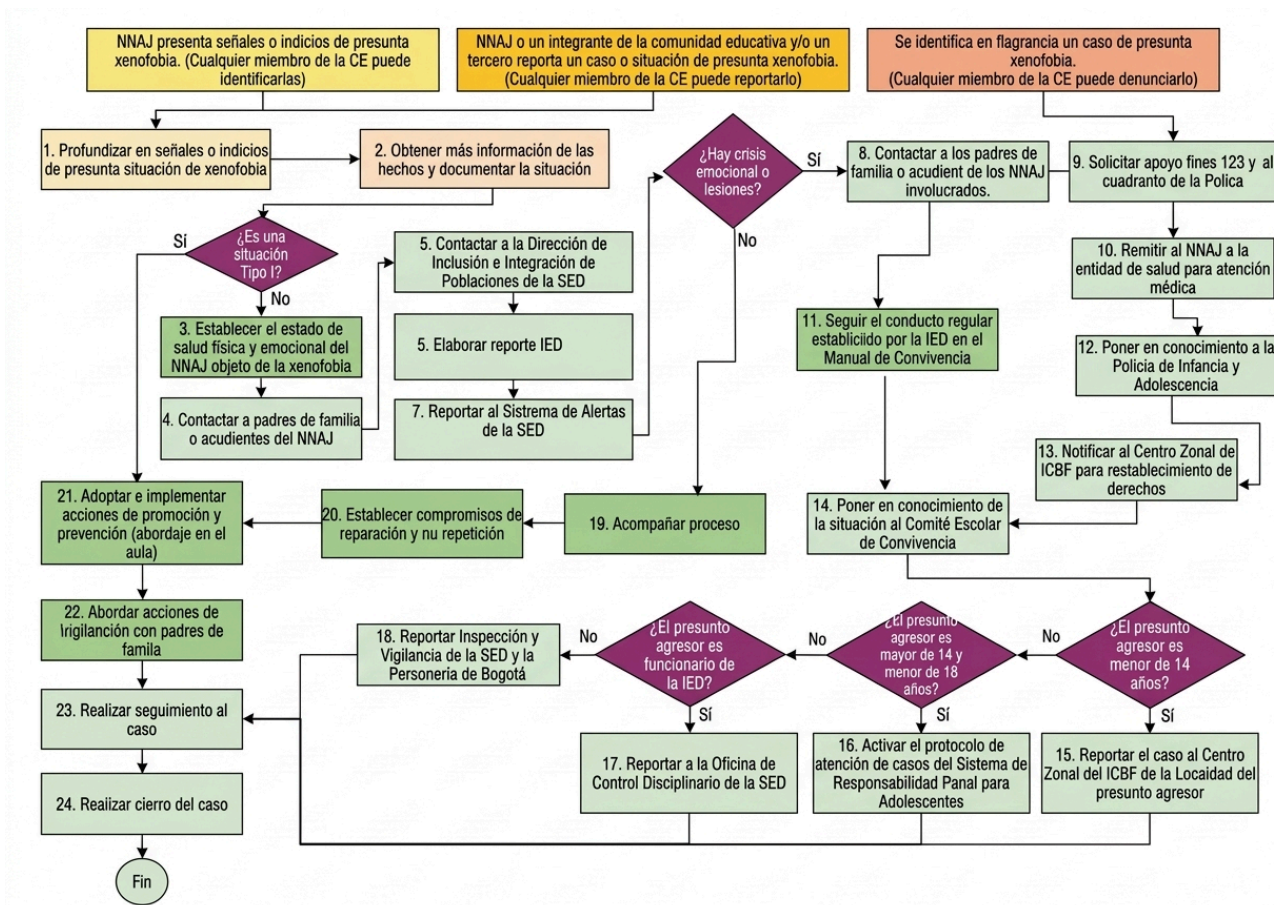 NNAJ presenta señales o indicios de presunta
xenofobia. (Cualquier miembro de la CE puede
identificarlas)
NNAJ o un integrante de la comunidad educativa y/o un
tercero reporta un caso o situación de presunta xenofobia.
(Cualquier miembro de la CE puede reportarlo)
Se identifica en flagrancia un caso de presunta
xenofobia.
(Cualquier miembro de la CE puede denunciarlo)
1. Profundizar en señales o indicios
de presunta situación de xenofobia
2. Obtener más información de las
hechos y documentar la situación
¿Hay crisis
emocional o
lesiones?
Sí
No
8. Contactar a los padres de
familia o acudient de los NNAJ
involucrados.
9. Solicitar apoyo fines 123 y al
cuadranto de la Polica
¿Es una
situación
Tipo I?
Sí
No
5. Contactar a la Dirección de
Inclusión e Integración de
Poblaciones de la SED
10. Remitir al NNAJ a la
entidad de salud para atención
médica
3. Establecer el estado de
salud física y emocional del
NNAJ objeto de la xenofobia
5. Elaborar reporte IED
11. Seguir el conducto regular
establiciido por la IED en el
Manual de Convivencia
12. Poner en conocimiento a la
Policia de Infancia y
Adolescencia
4. Contactar a padres de familia
o acudientes del NNAJ
7. Reportar al Sistema de Alertas
de la SED
13. Notificar al Centro Zonal de
ICBF para restablecimiento de
derechos
21. Adoptar e implementar
acciones de promoción y
prevención (abordaje en el
aula)
20. Establecer compromisos de
reparación y nu repetición
19. Acompañar proceso
14. Poner en conocimiento de
la situación al Comité Escolar
de Convivencia
22. Abordar acciones de
Irigilanción con padres de
famila
18. Reportar Inspección y
Vigilancia de la SED y la
Personeria de Bogotá
No
¿El presunto
agresor es
funcionario de
la IED?
Sí
No
¿El presunto
agresor es
mayor de 14 y
menor de 18
años?
Sí
No
¿El presunto
agresor es
menor de 14
años?
Sí
23. Realizar seguimiento al
caso
17. Reportar a la Oficina de
Control Disciplinario de la SED
16. Activar el protocolo de
atención de casos del Sistema de
Responsabilidad Panal para
Adolescentes
15. Reportar el caso al Centro
Zonal del ICBF de la Locaidad del
presunto agresor
24. Reaiizar cierro del caso
Fin